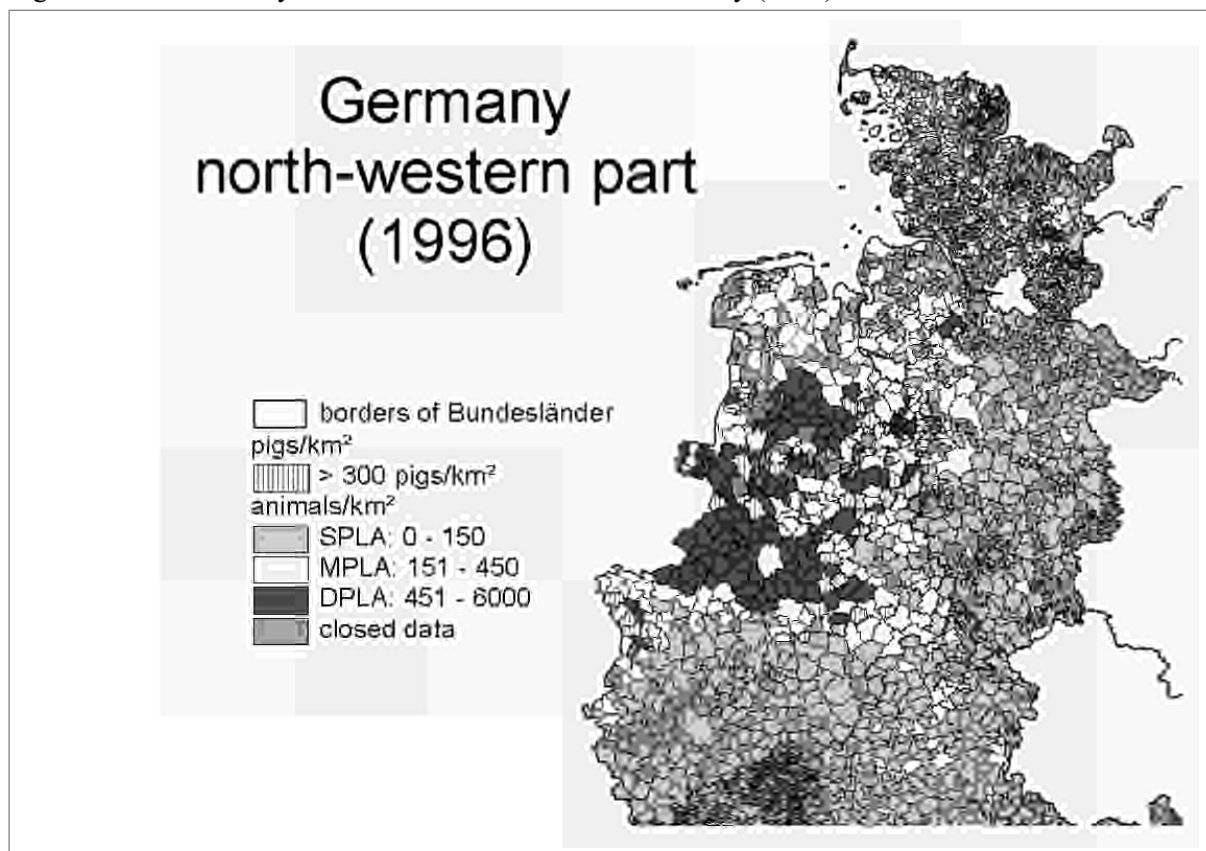 Germany
north-western part
(1996)
borders of Bundesländer
pigs/km²
> 300 pigs/km²
animals/km²
SPLA: 0 - 150
MPLA: 151 - 450
DPLA: 451 - 6000
closed data